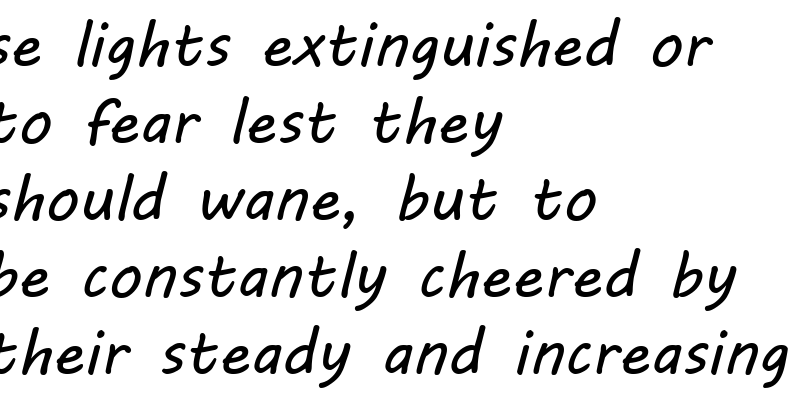 se lights extinguished or
to fear lest they
should wane, but to
be constantly cheered by
their steady and increasing